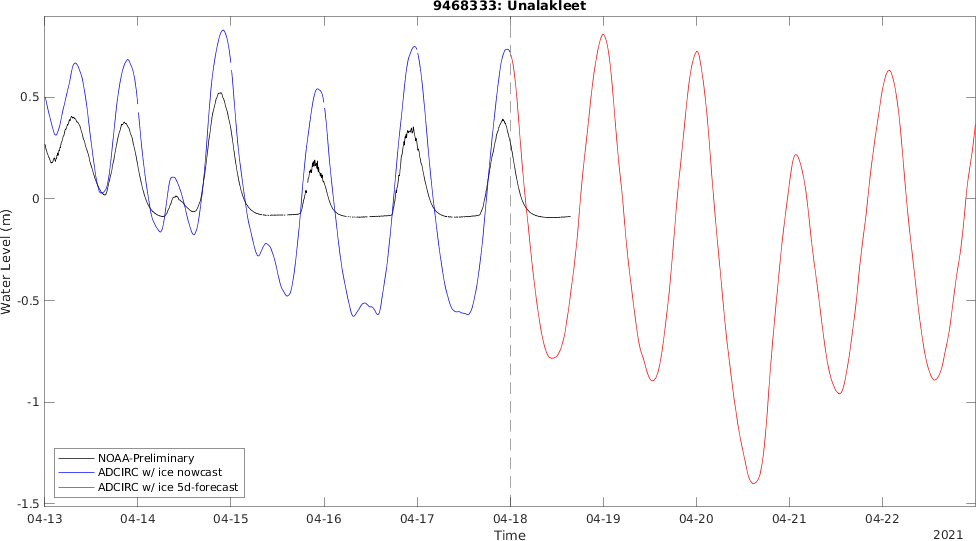 9468333: Unalakleet
Water Level (m)
0.5
0
-0.5
-1
-1.5
NOAA-Preliminary
ADCIRC w/ ice nowcast
ADCIRC w/ ice 5d-forecast
04-13 04-14 04-15 04-16 04-17 04-18 04-19 04-20 04-21 04-22
Time
2021